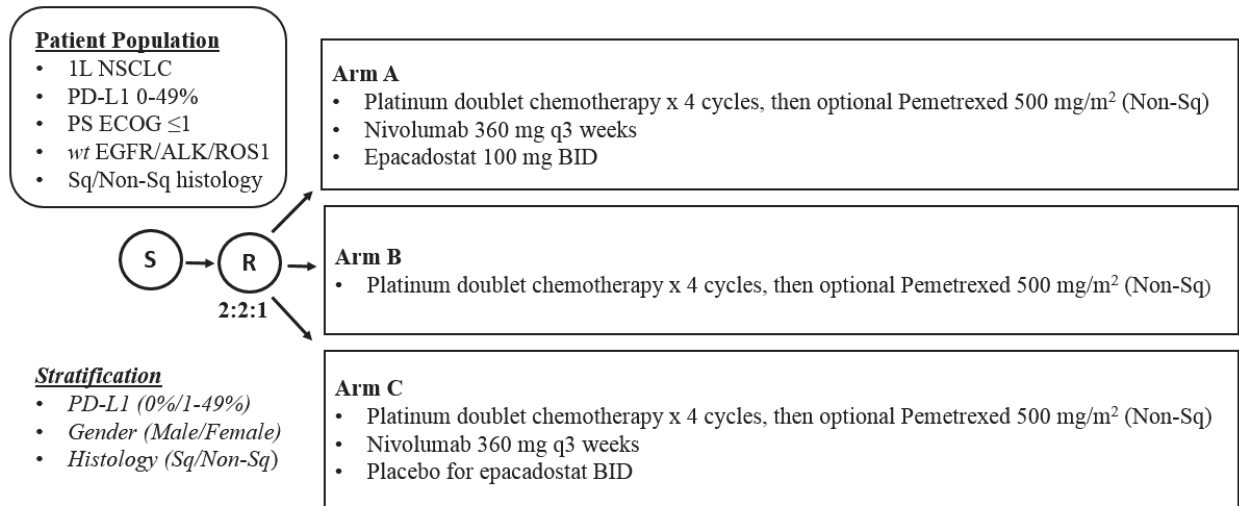 Patient Population
• 1L NSCLC
• PD-L1 0-49%
• PS ECOG ≤1
• wt EGFR/ALK/ROS1
• Sq/Non-Sq histology
S
R
2:2:1
Stratification
• PD-L1 (0%/1-49%)
• Gender (Male/Female)
• Histology (Sq/Non-Sq)
Arm A
• Platinum doublet chemotherapy x 4 cycles, then optional Pemetrexed 500 mg/m² (Non-Sq)
• Nivolumab 360 mg q3 weeks
• Epacadostat 100 mg BID
Arm B
• Platinum doublet chemotherapy x 4 cycles, then optional Pemetrexed 500 mg/m² (Non-Sq)
Arm C
• Platinum doublet chemotherapy x 4 cycles, then optional Pemetrexed 500 mg/m² (Non-Sq)
• Nivolumab 360 mg q3 weeks
• Placebo for epacadostat BID